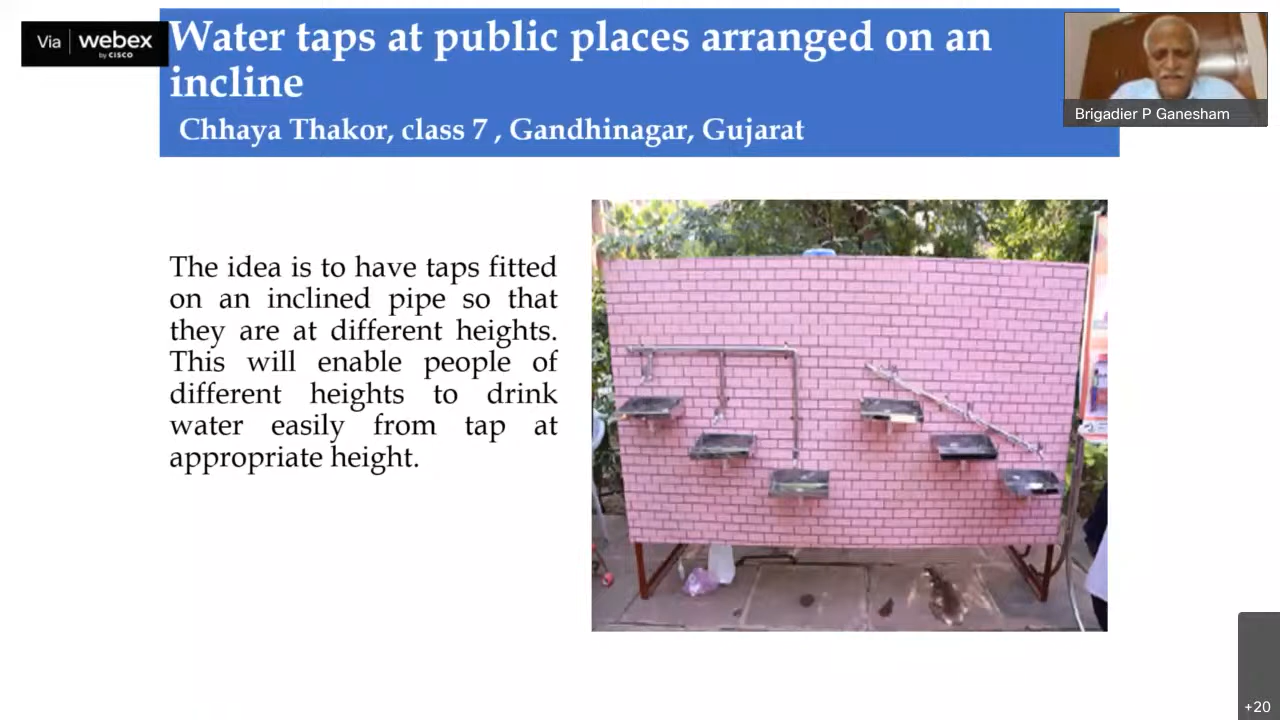 Via webex
by CISCO
Water taps at public places arranged on an
incline
Chhaya Thakor, class 7 , Gandhinagar, Gujarat
Brigadier P Ganesham
The idea is to have taps fitted
on an inclined pipe so that
they are at different heights.
This will enable people of
different heights to drink
water easily from tap at
appropriate height.
+20